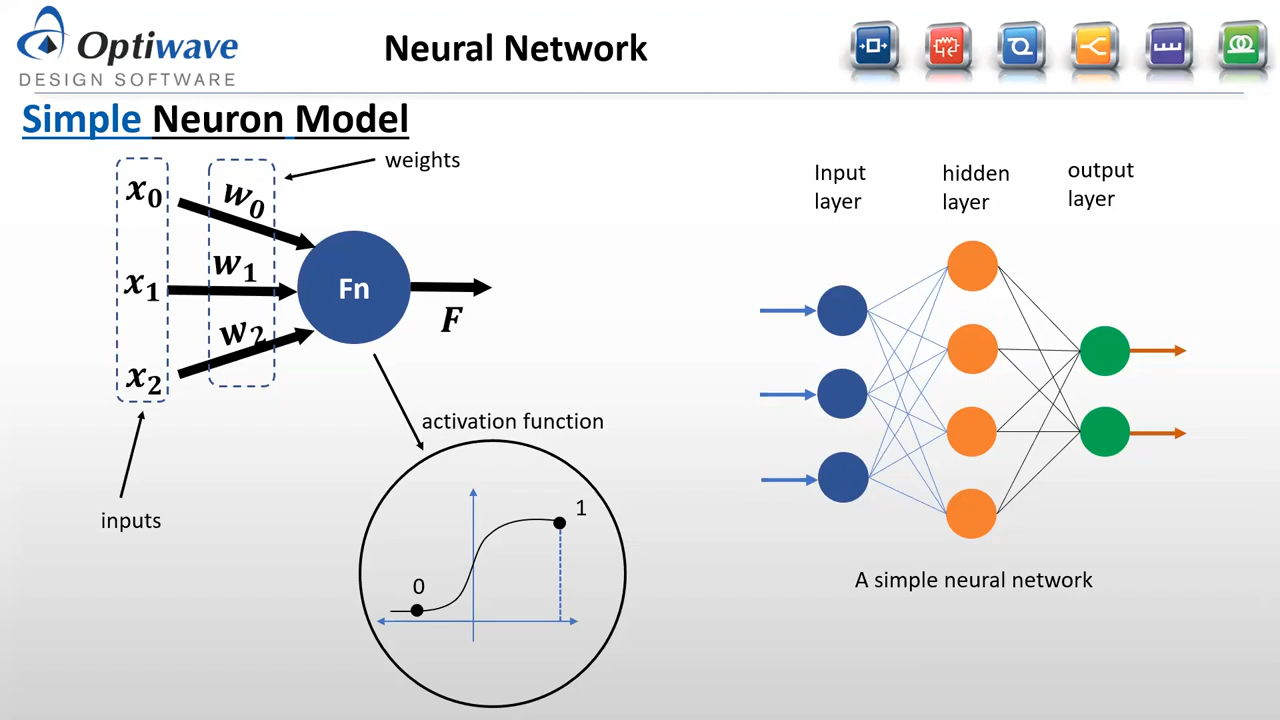 Optiwave
DESIGN SOFTWARE
Neural Network
Simple Neuron Model
weights
x0
w0
x1
w1
Fn
F
w2
x2
activation function
inputs
0
1
Input
layer
hidden
layer
output
layer
A simple neural network